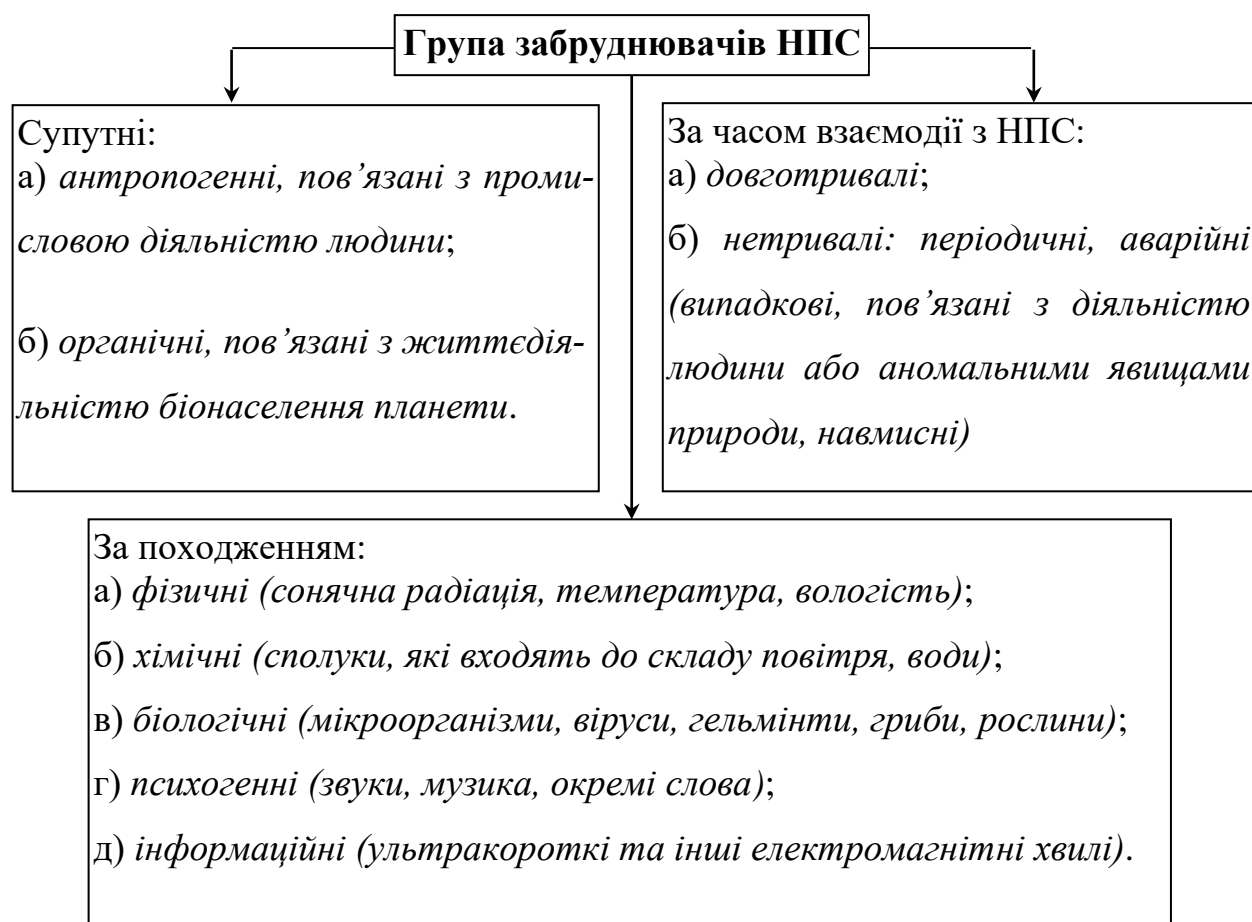 Група забруднювачів НПС
Супутні:
а) антропогенні, пов’язані з проми-
словою діяльністю людини;
б) органічні, пов’язані з життєдія-
льністю біонаселення планети.
За часом взаємодії з НПС:
а) довготривалі;
б) нетривалі: періодичні, аварійні
(випадкові, пов’язані з діяльністю
людини або аномальними явищами
природи, навмисні)
За походженням:
а) фізичні (сонячна радіація, температура, вологість);
б) хімічні (сполуки, які входять до складу повітря, води);
в) біологічні (мікроорганізми, віруси, гельмінти, гриби, рослини);
г) психогенні (звуки, музика, окремі слова);
д) інформаційні (ультракороткі та інші електромагнітні хвилі).